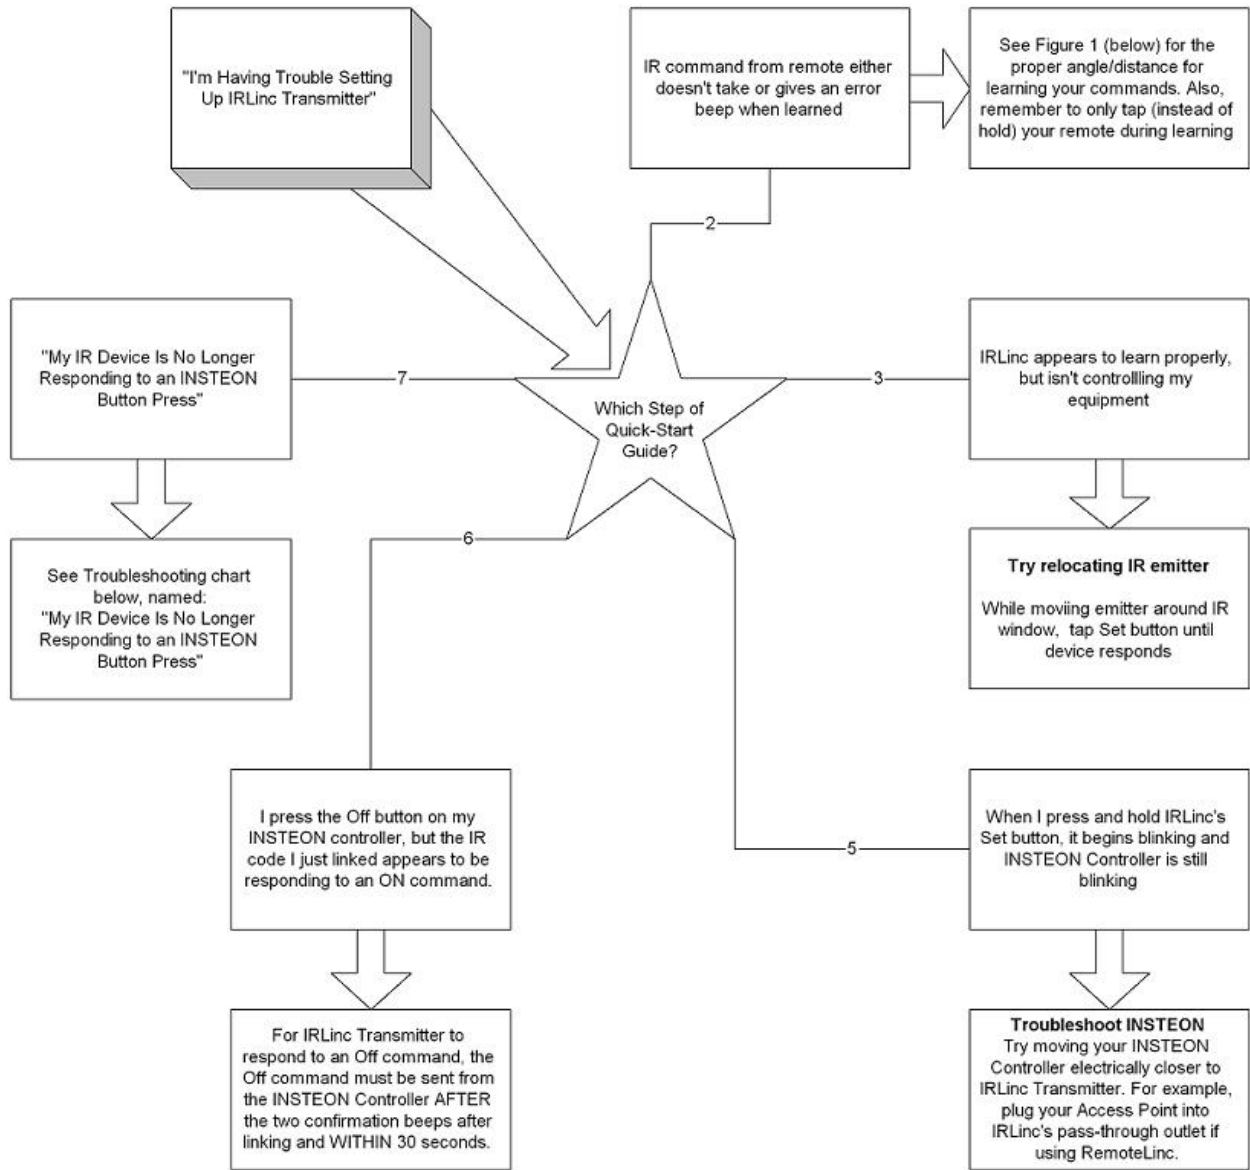 "I'm Having Trouble Setting
Up IRLinc Transmitter"
IR command from remote either
doesn't take or gives an error
beep when learned
See Figure 1 (below) for the
proper angle/distance for
learning your commands. Also,
remember to only tap (instead of
hold) your remote during learning
2
"My IR Device Is No Longer
Responding to an INSTEON
Button Press"
7
Which Step of
Quick-Start
Guide?
3
IRLinc appears to learn properly,
but isn't controllling my
equipment
6
See Troubleshooting chart
below, named:
"My IR Device Is No Longer
Responding to an INSTEON
Button Press"
Try relocating IR emitter
While moviing emitter around IR
window, tap Set button until
device responds
I press the Off button on my
INSTEON controller, but the IR
code I just linked appears to be
responding to an ON command.
5
When I press and hold IRLinc's
Set button, it begins blinking and
INSTEON Controller is still
blinking
For IRLinc Transmitter to
respond to an Off command, the
Off command must be sent from
the INSTEON Controller AFTER
the two confirmation beeps after
linking and WITHIN 30 seconds.
Troubleshoot INSTEON
Try moving your INSTEON
Controller electrically closer to
IRLinc Transmitter. For example,
plug your Access Point into
IRLinc's pass-through outlet if
using RemoteLinc.